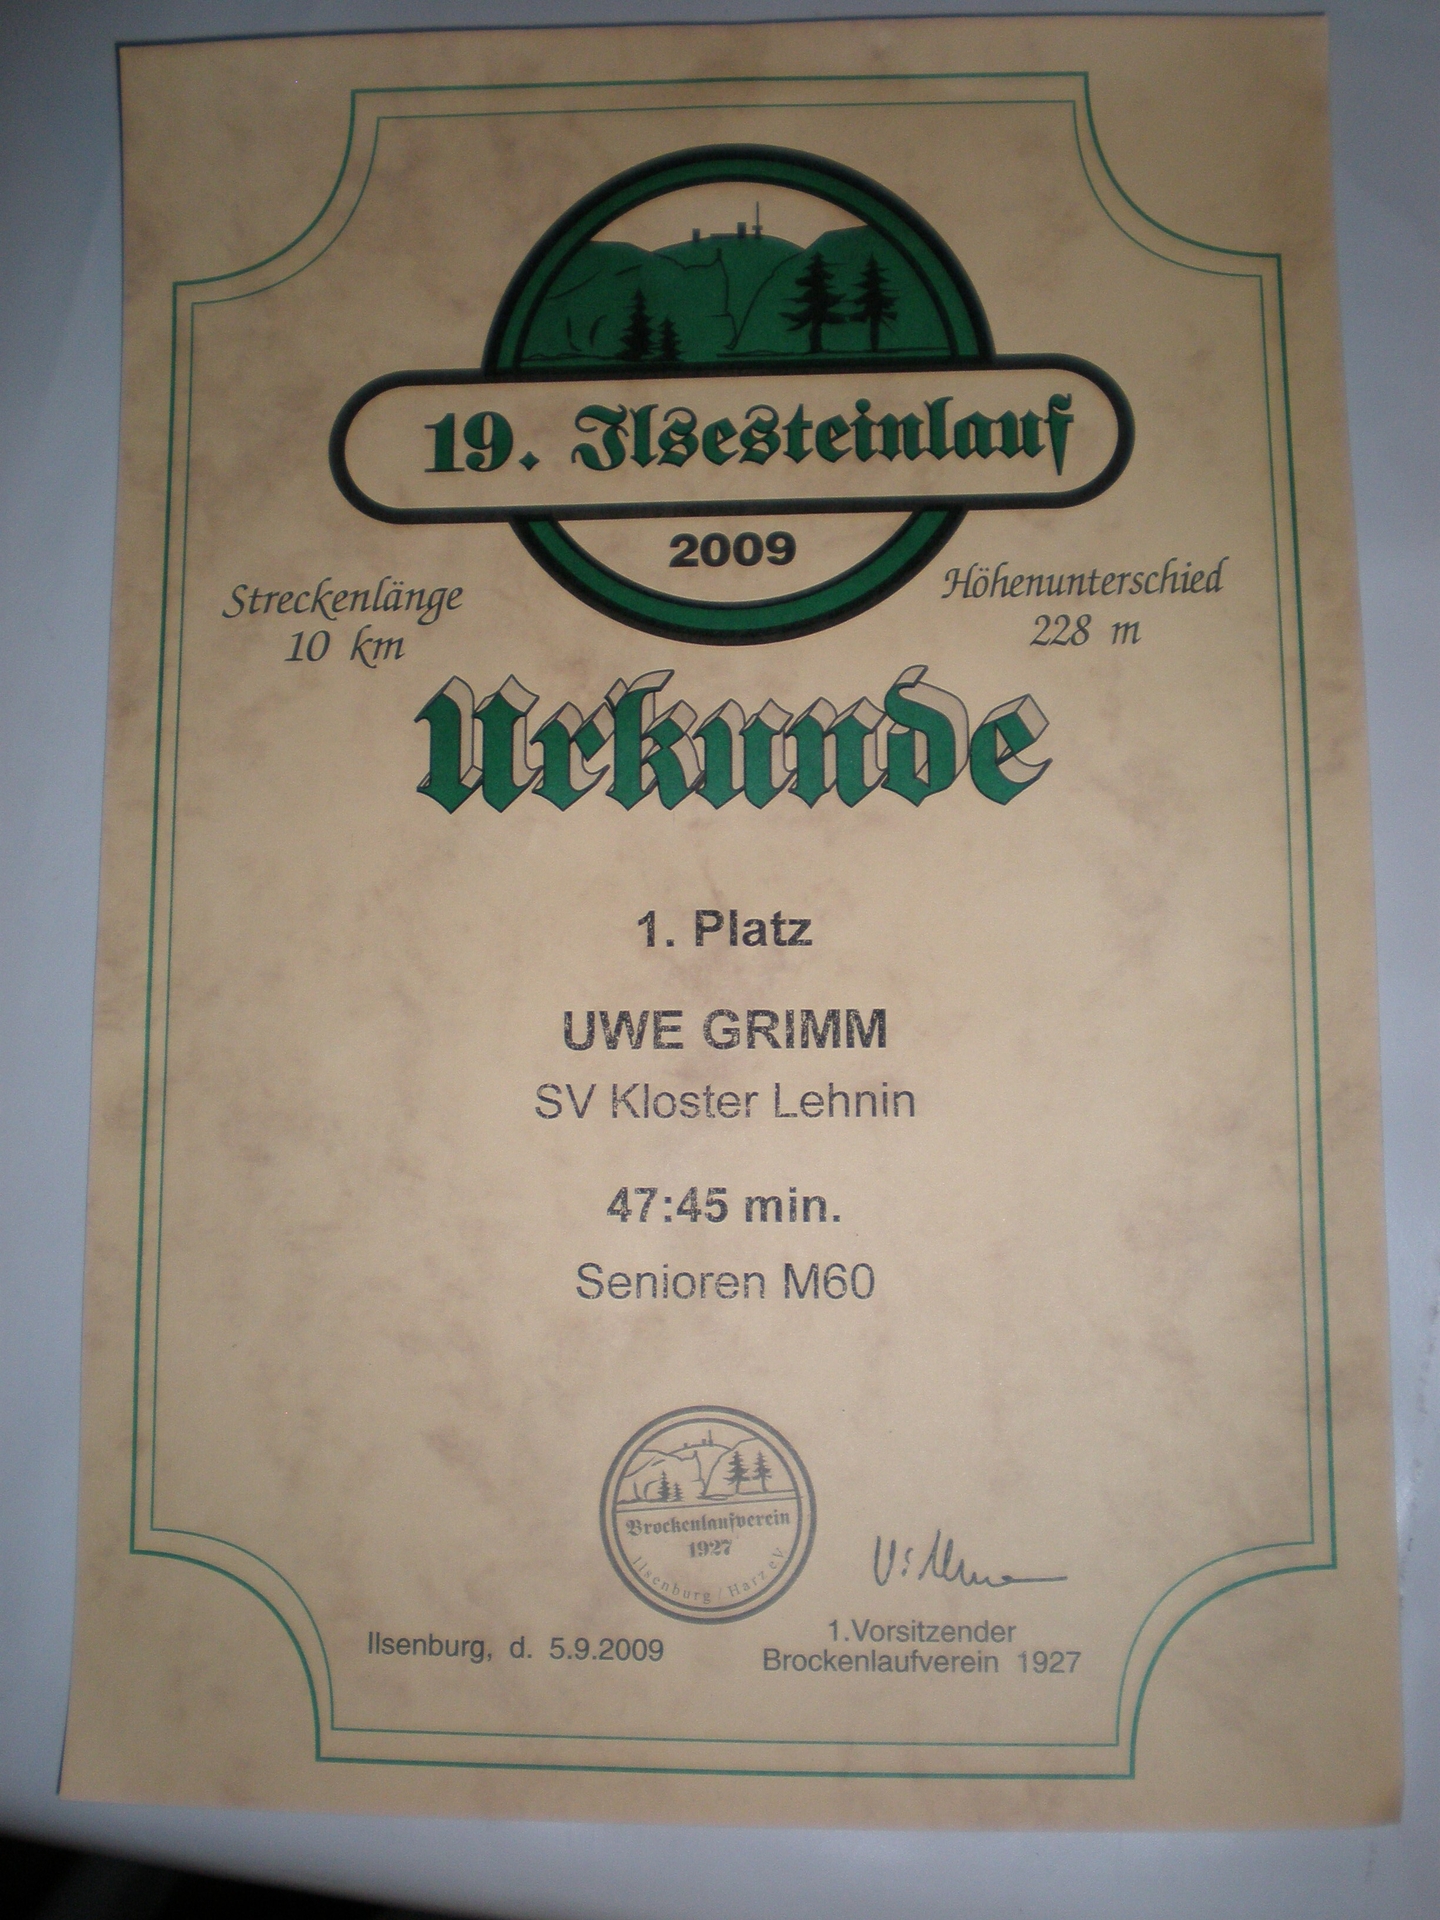 19. Ilsesteinlauf
2009
Streckenlänge
10 km
Höhenunterschied
228 m
Urkunde
1. Platz
UWE GRIMM
SV Kloster Lehnin
47:45 min.
Senioren M60
Brockenlaufverein
1927
Ilsenburg / Harz e.V.
Ilsenburg, d. 5.9.2009
1.Vorsitzender
Brockenlaufverein 1927